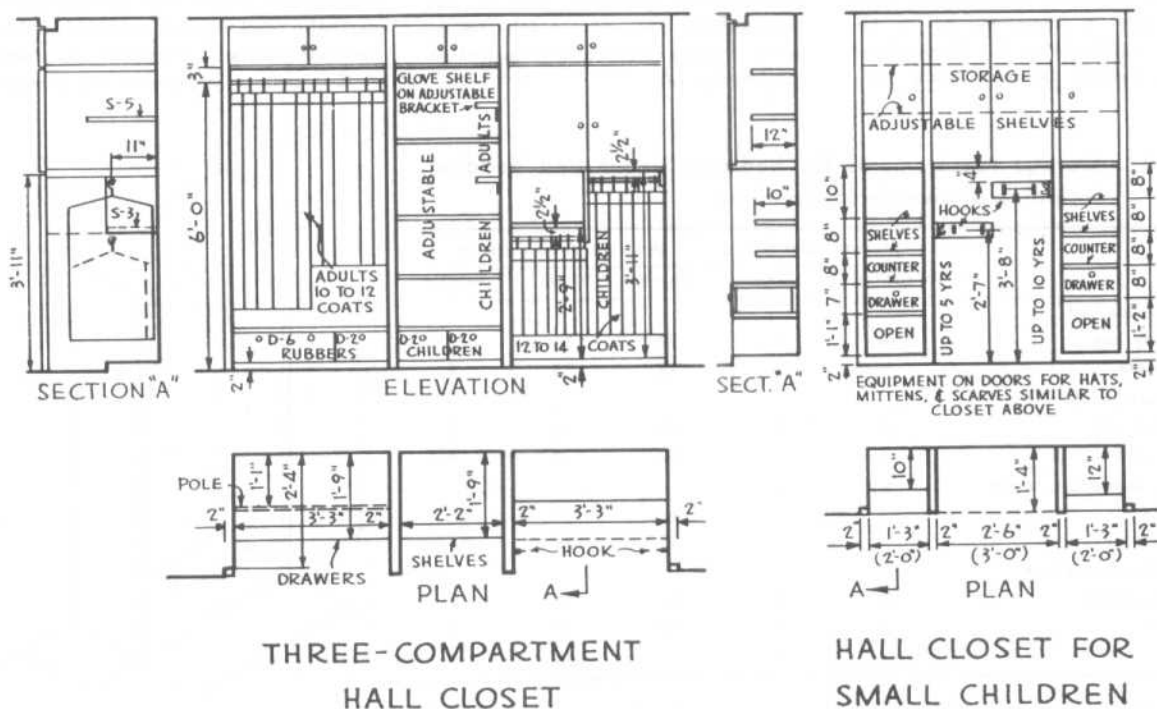 S-5
11"
S-3
3'-11"
SECTION "A"
3"
6'-0"
GLOVE SHELF
ON ADJUSTABLE
BRACKET
ADULTS
ADJUSTABLE
CHILDREN
2½"
2½"
ADULTS
10 TO 12
COATS
2'-9"
CHILDREN
3'-11"
D-6
D-20
RUBBERS
D-20
D-20
CHILDREN
12 TO 14
COATS
2"
2"
ELEVATION
12"
10"
SECT. "A"
STORAGE
ADJUSTABLE SHELVES
4"
10"
8"
8"
7"
1'-1"
2"
HOOKS
SHELVES
COUNTER
DRAWER
OPEN
UP TO 5 YRS
2'-7"
3'-8"
UP TO 10 YRS
SHELVES
COUNTER
DRAWER
OPEN
8"
8"
8"
8"
1'-2"
2"
EQUIPMENT ON DOORS FOR HATS,
MITTENS, & SCARVES SIMILAR TO
CLOSET ABOVE
POLE
1'-1"
2'-4"
1'-9"
1'-9"
2"
3'-3"
2"
2'-2"
2"
3'-3"
2"
DRAWERS
SHELVES
HOOK
PLAN
A
10"
1'-4"
12"
2"
1'-3"
2"
2'-6"
2"
1'-3"
2"
(2'-0")
(3'-0")
(2'-0")
A
PLAN
THREE-COMPARTMENT
HALL CLOSET
HALL CLOSET FOR
SMALL CHILDREN